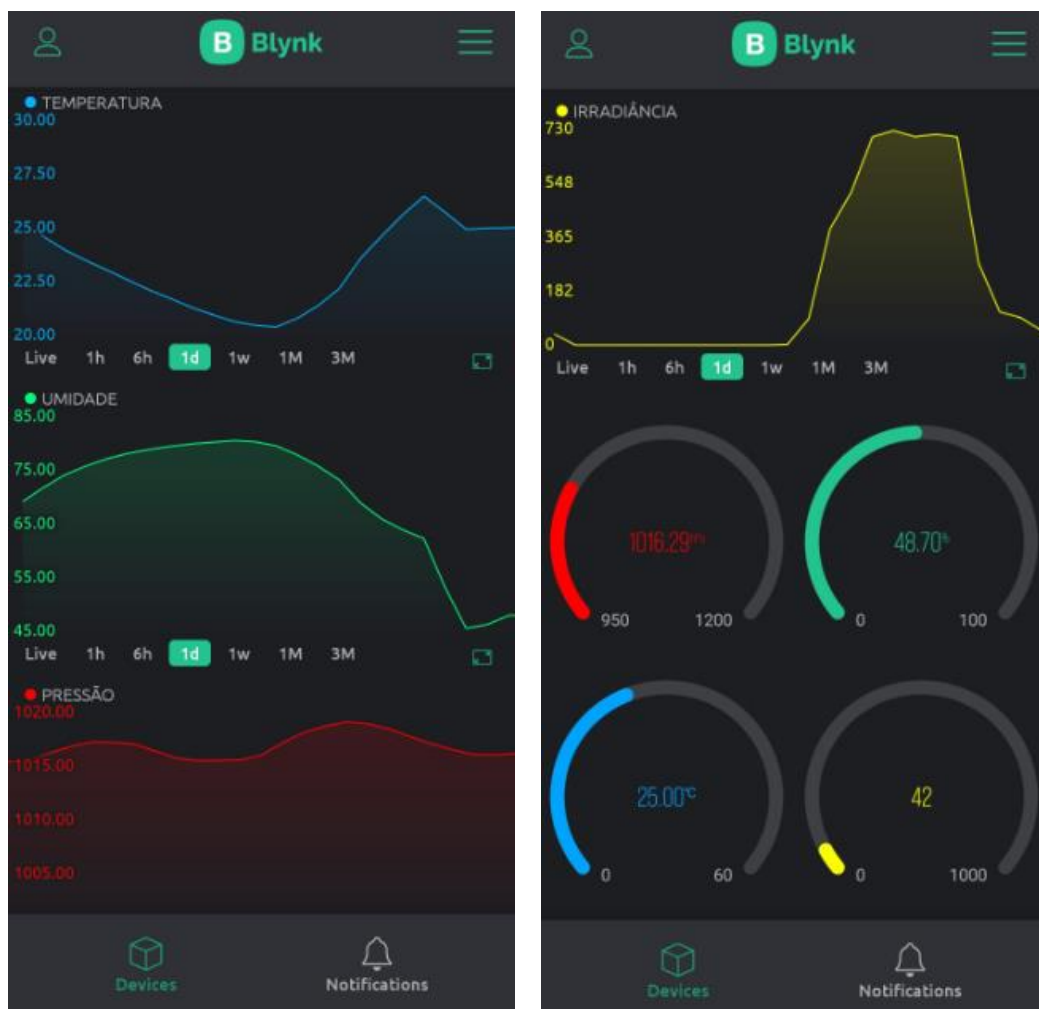 B Blynk
TEMPERATURA
30.00
27.50
25.00
22.50
20.00
Live 1h 6h 1d 1w 1M 3M
UMIDADE
85.00
75.00
65.00
55.00
45.00
Live 1h 6h 1d 1w 1M 3M
PRESSÃO
1020.00
1015.00
1010.00
1005.00
Devices Notifications
B Blynk
IRRADIÂNCIA
730
548
365
182
0
Live 1h 6h 1d 1w 1M 3M
1016.29
950 1200
48.70%
0 100
25.00°C
0 60
42
0 1000
Devices Notifications